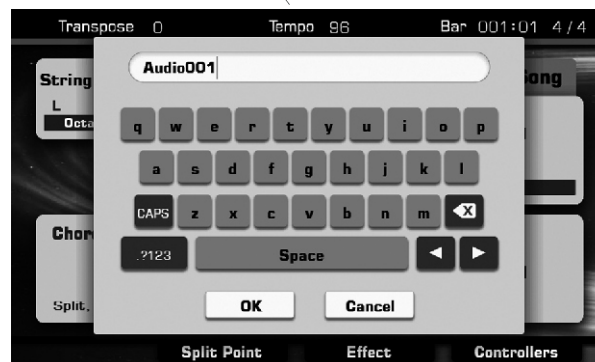 Transpose 0 Tempo 96 Bar 001:01 4/4
Audio001
String
ong
L
Octa
q w e r t y u i o p
a s d f g h j k l
CAPS z x c v b n m
Chor
.?123 Space
Split,
OK Cancel
Split Point Effect Controllers